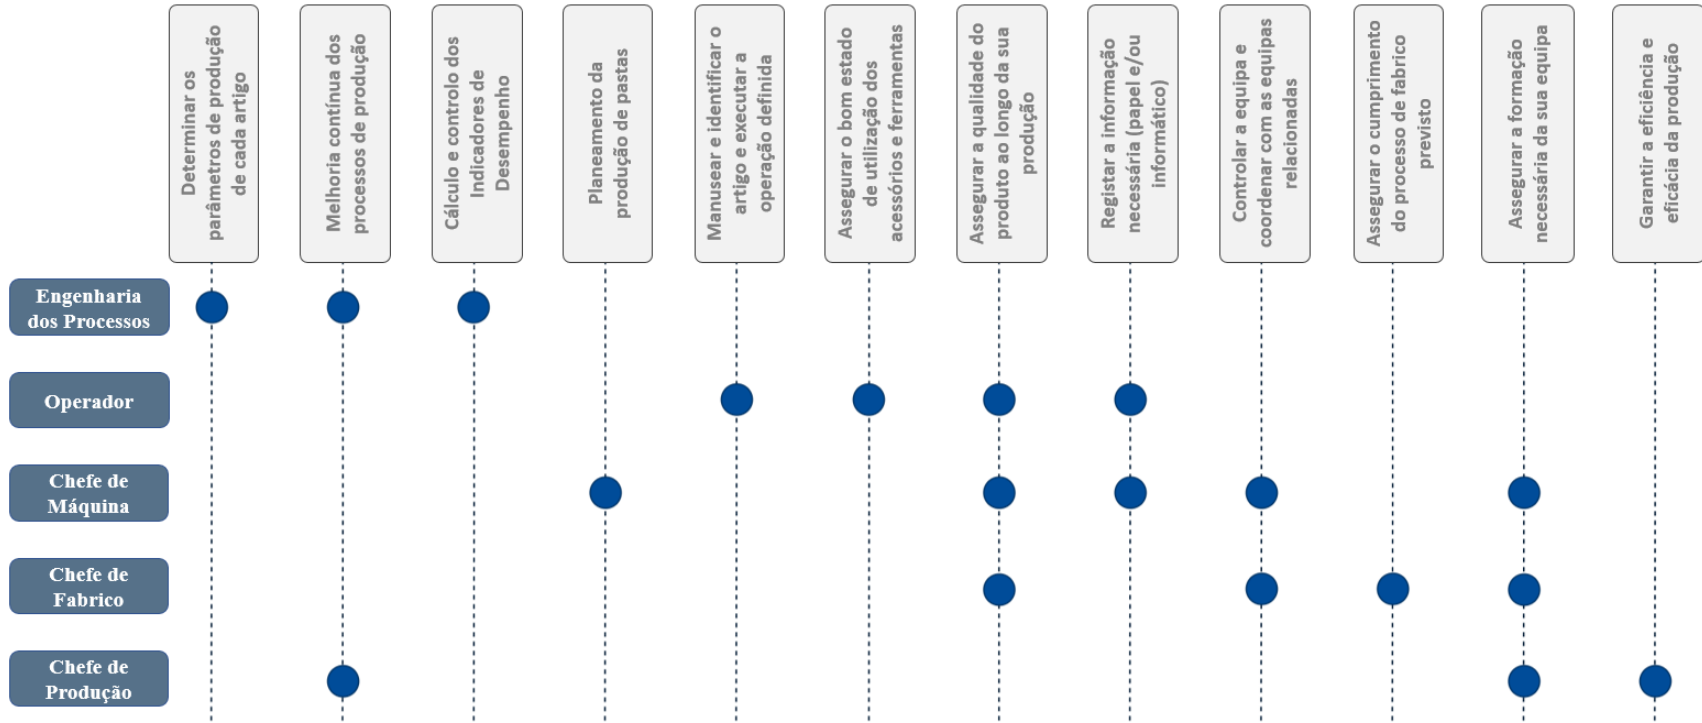 Determinar os
parâmetros de produção
de cada artigo
Melhoria contínua dos
processos de produção
Cálculo e controlo dos
Indicadores de
Desempenho
Planeamento da
produção de pastas
Manusear e identificar o
artigo e executar a
operação definida
Assegurar o bom estado
de utilização dos
acessórios e ferramentas
Assegurar a qualidade do
produto ao longo da sua
produção
Registar a informação
necessária (papel e/ou
informático)
Controlar a equipa e
coordenar com as equipas
relacionadas
Assegurar o cumprimento
do processo de fabrico
previsto
Assegurar a formação
necessária da sua equipa
Garantir a eficiência e
eficácia da produção
Engenharia
dos Processos
Operador
Chefe de
Máquina
Chefe de
Fabrico
Chefe de
Produção